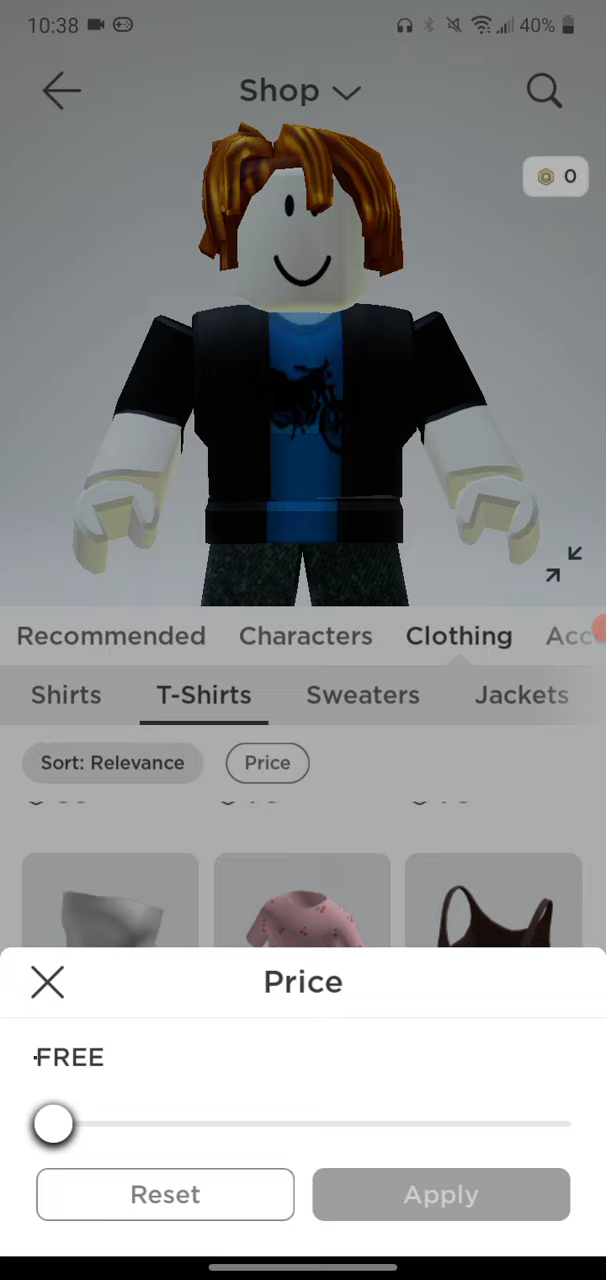 10:38
40%
Shop
0
Recommended Characters Clothing Acc
Shirts T-Shirts Sweaters Jackets
Sort: Relevance Price
Price
FREE
Reset Apply